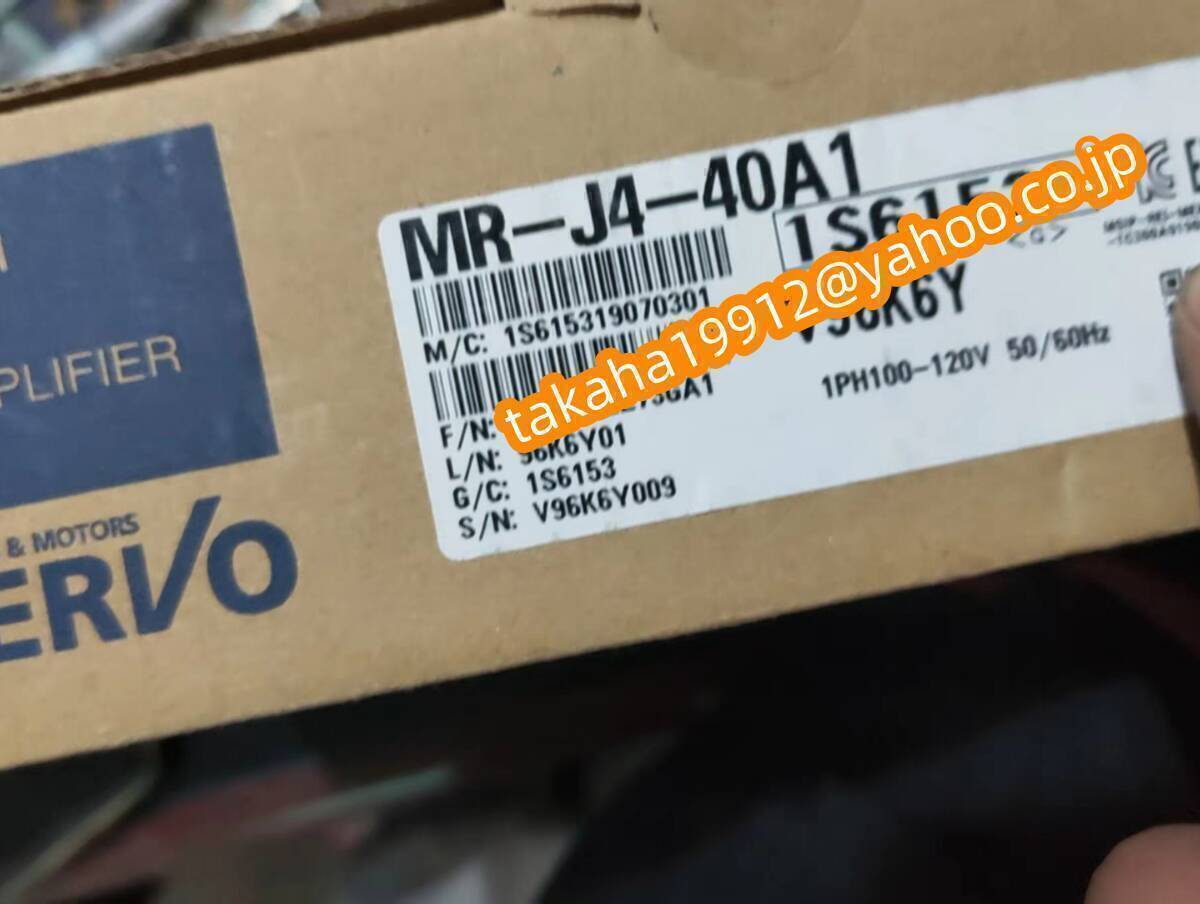 PLIFIER
& MOTORS
ERVO
MR-J4-40A1
M/C: 1S615319070301
takaha19912@yahoo.co.jp
<G>
V96K6Y
F/N:
L/N: 96K6Y01
G/C: 1S6153
S/N: V96K6Y009
1PH100-120V 50/60Hz